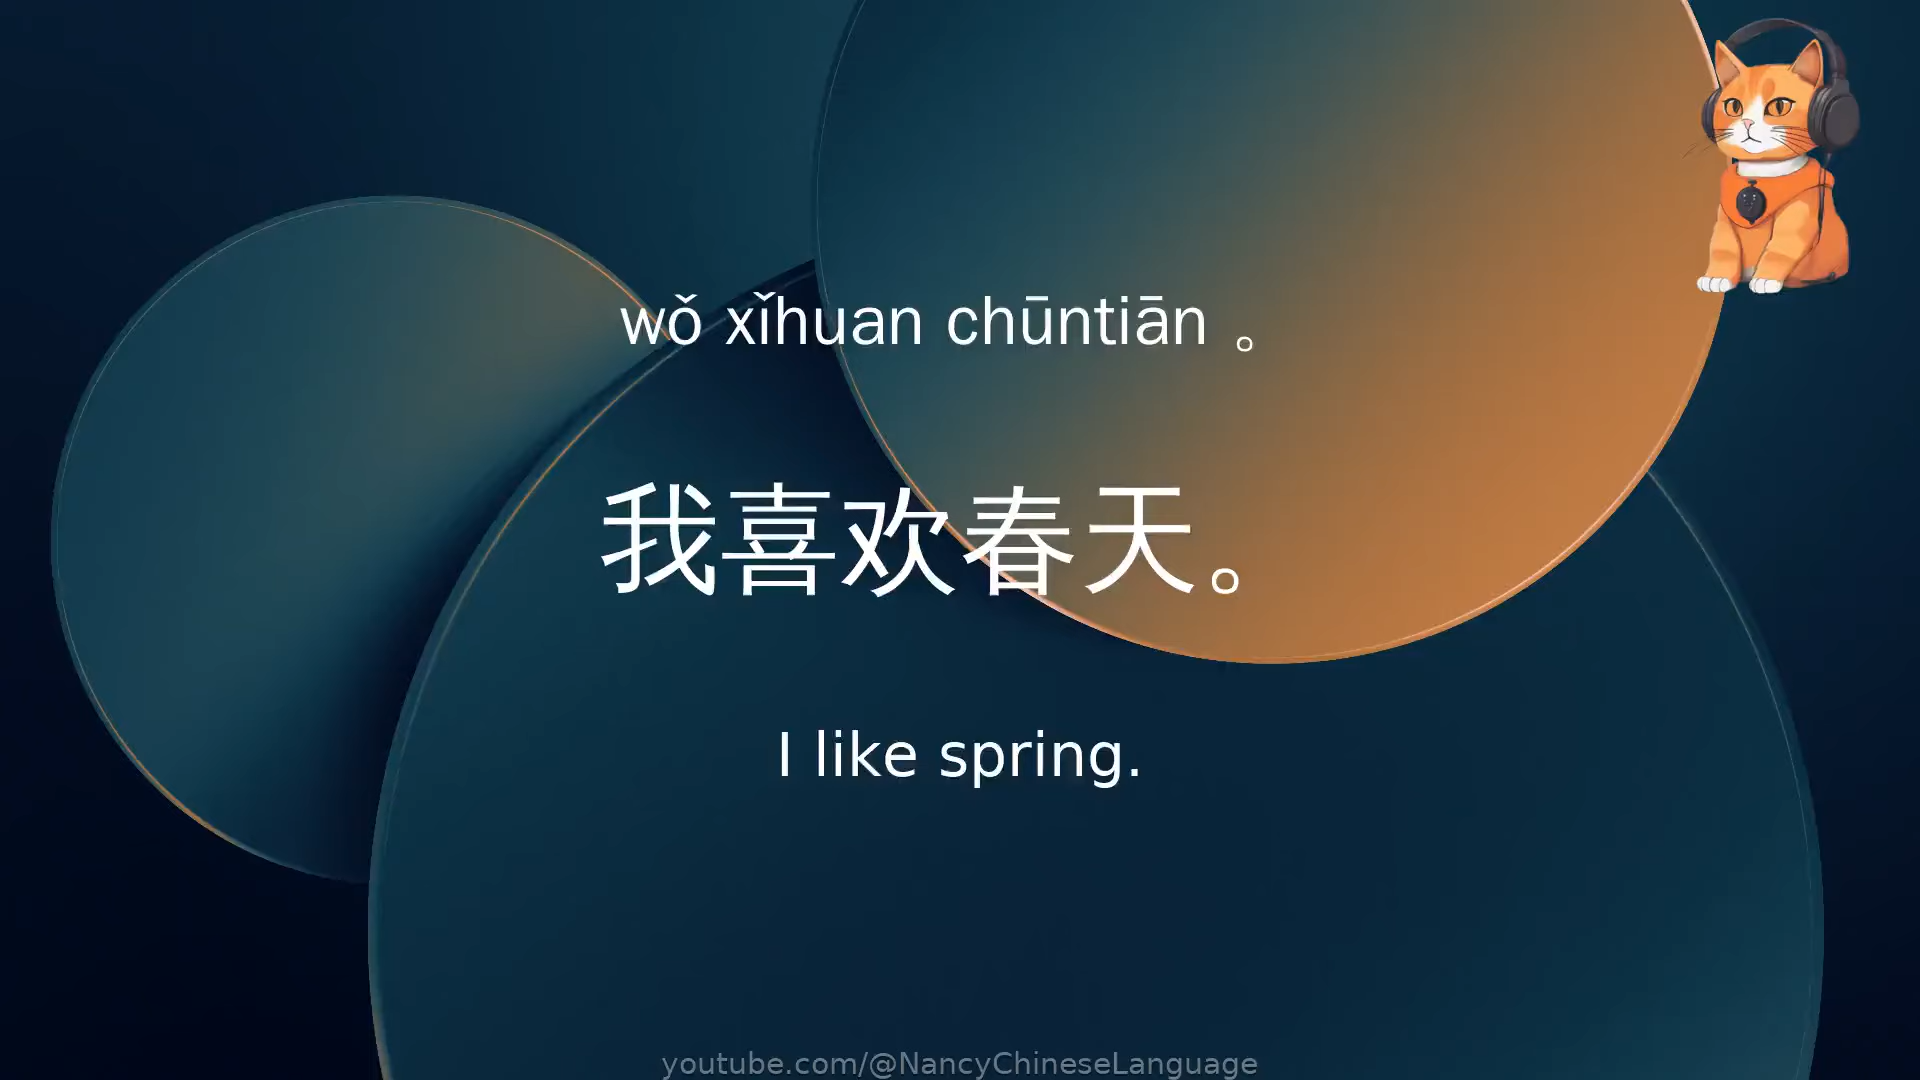 wǒ xǐhuan chūntiān 。
我喜欢春天。
I like spring.
youtube.com/@NancyChineseLanguage